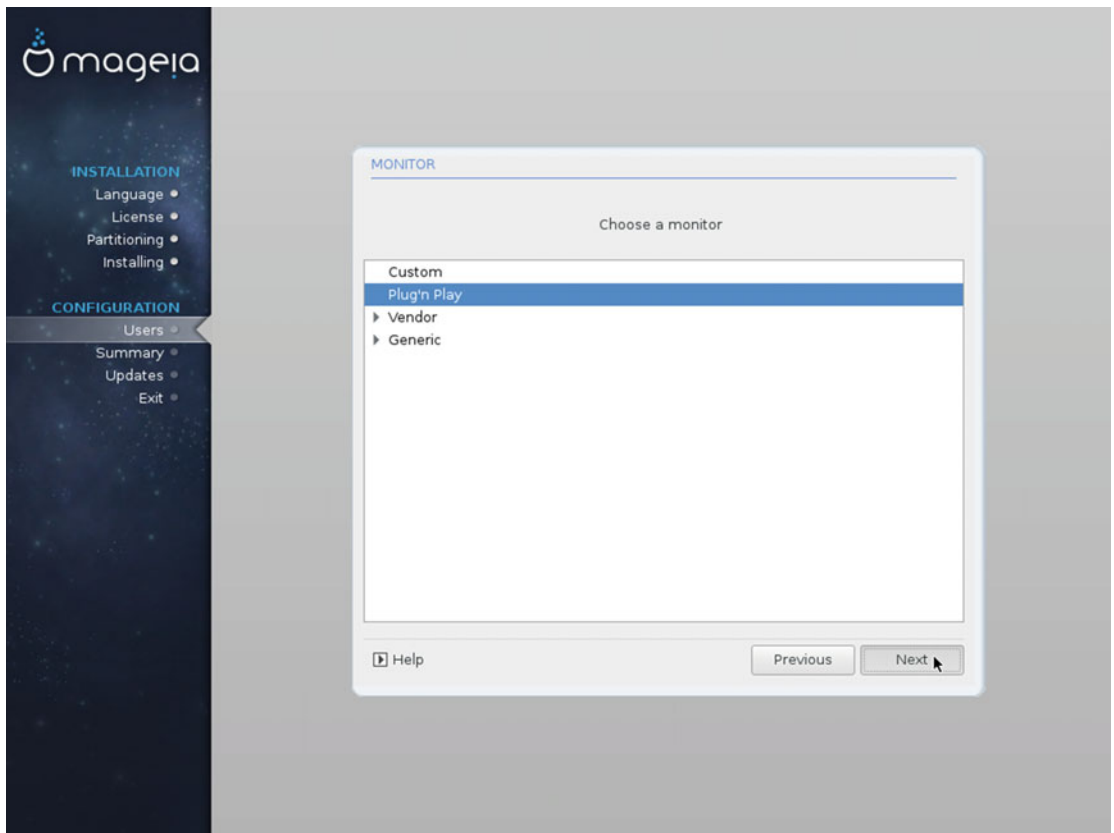 mageia
INSTALLATION
Language
License
Partitioning
Installing
CONFIGURATION
Users
Summary
Updates
Exit
MONITOR
Choose a monitor
Custom
Plug'n Play
Vendor
Generic
Help
Previous
Next